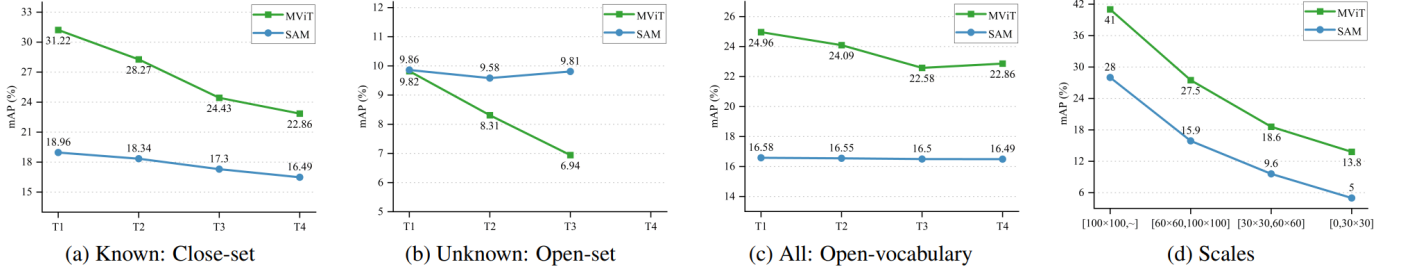 mAP (%)
33
30
27
24
21
18
15
MViT
SAM
31.22
28.27
24.43
22.86
18.96
18.34
17.3
16.49
T1
T2
T3
T4
(a) Known: Close-set
mAP (%)
12
11
10
9
8
7
6
5
MViT
SAM
9.86
9.58
9.81
9.82
8.31
6.94
T1
T2
T3
T4
(b) Unknown: Open-set
mAP (%)
26
24
22
20
18
16
14
MViT
SAM
24.96
24.09
22.58
22.86
16.58
16.55
16.5
16.49
T1
T2
T3
T4
(c) All: Open-vocabulary
mAP (%)
42
36
30
24
18
12
6
MViT
SAM
41
27.5
18.6
13.8
28
15.9
9.6
5
[100×100,~]
[60×60,100×100]
[30×30,60×60]
[0,30×30]
(d) Scales